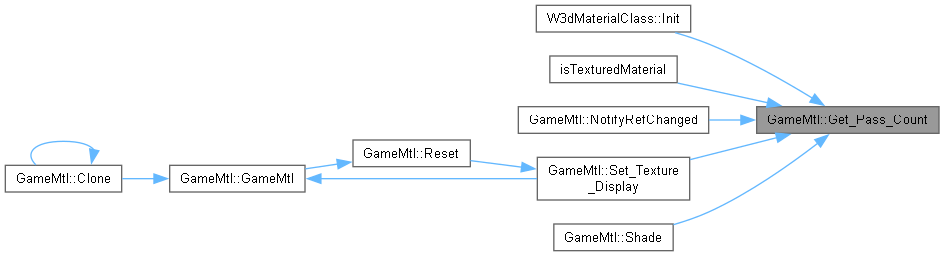 W3dMaterialClass::Init
isTexturedMaterial
GameMtl::Get_Pass_Count
GameMtl::NotifyRefChanged
GameMtl::Reset
GameMtl::Clone
GameMtl::GameMtl
GameMtl::Set_Texture
_Display
GameMtl::Shade